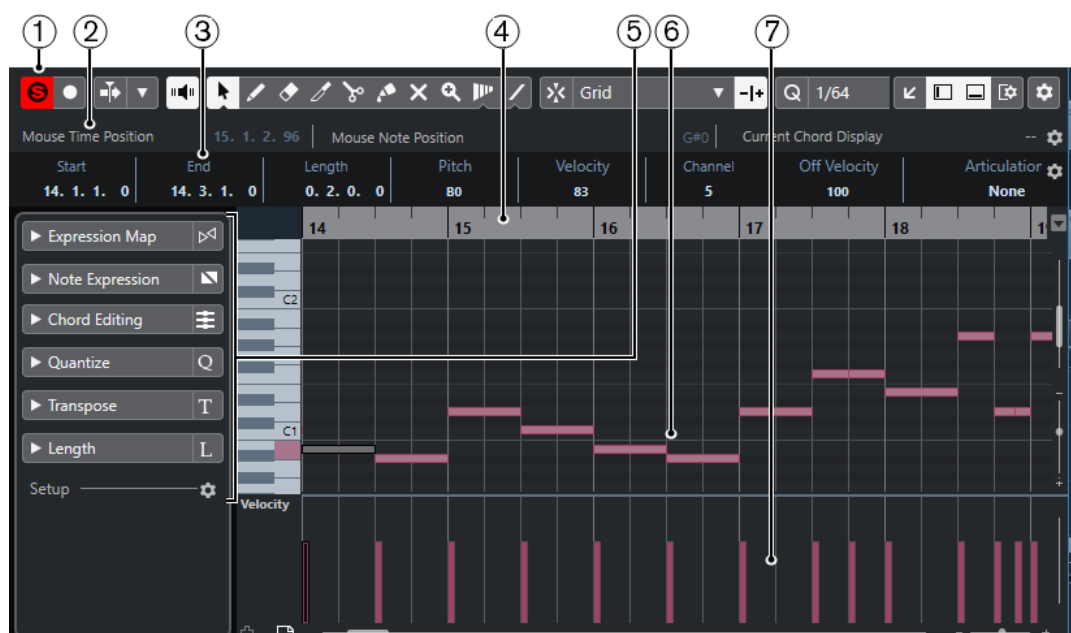 1 2 3 4 5 6 7
S Grid Q 1/64
Mouse Time Position 15. 1. 2. 96 Mouse Note Position G#0 Current Chord Display --
Start End Length Pitch Velocity Channel Off Velocity Articulation
14. 1. 1. 0 14. 3. 1. 0 0. 2. 0. 0 B0 83 5 100 None
14 15 16 17 18
Expression Map
Note Expression
C2
Chord Editing
Quantize Q
Transpose T
C1
Length L
Setup
Velocity